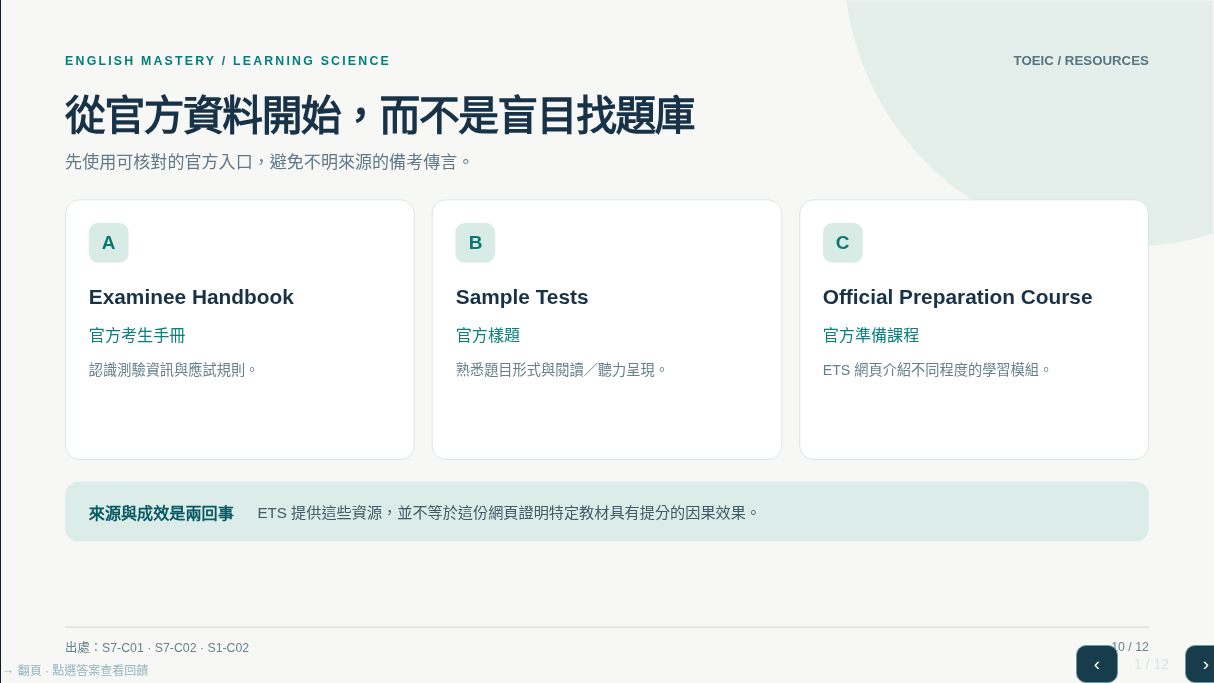 ENGLISH MASTERY / LEARNING SCIENCE
TOEIC / RESOURCES
從官方資料開始，而不是盲目找題庫
先使用可核對的官方入口，避免不明來源的備考傳言。
A
Examinee Handbook
官方考生手冊
認識測驗資訊與應試規則。
B
Sample Tests
官方樣題
熟悉題目形式與閱讀／聽力呈現。
C
Official Preparation Course
官方準備課程
ETS 網頁介紹不同程度的學習模組。
來源與成效是兩回事 ETS 提供這些資源，並不等於這份網頁證明特定教材具有提分的因果效果。
出處：S7-C01 · S7-C02 · S1-C02
10 / 12
→ 翻頁 · 點選答案查看回饋
‹ 1 / 12 ›